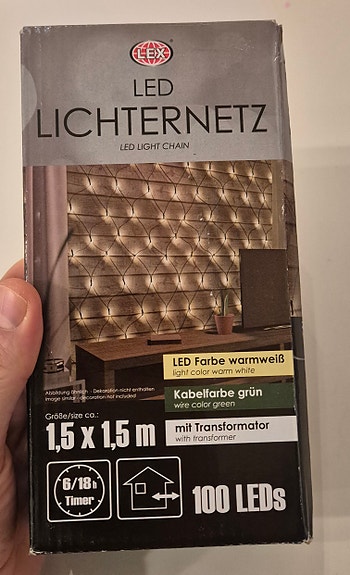 LEX
LED
LICHTERNETZ
LED LIGHT CHAIN
LED Farbe warmweiß
light color warm white
Abbildung ähnlich - Dekoration nicht enthalten
Image similar - decoration not included
Kabelfarbe grün
wire color green
Größe/size ca.:
1,5 x 1,5 m
mit Transformator
with transformer
6/18h
Timer
100 LEDs